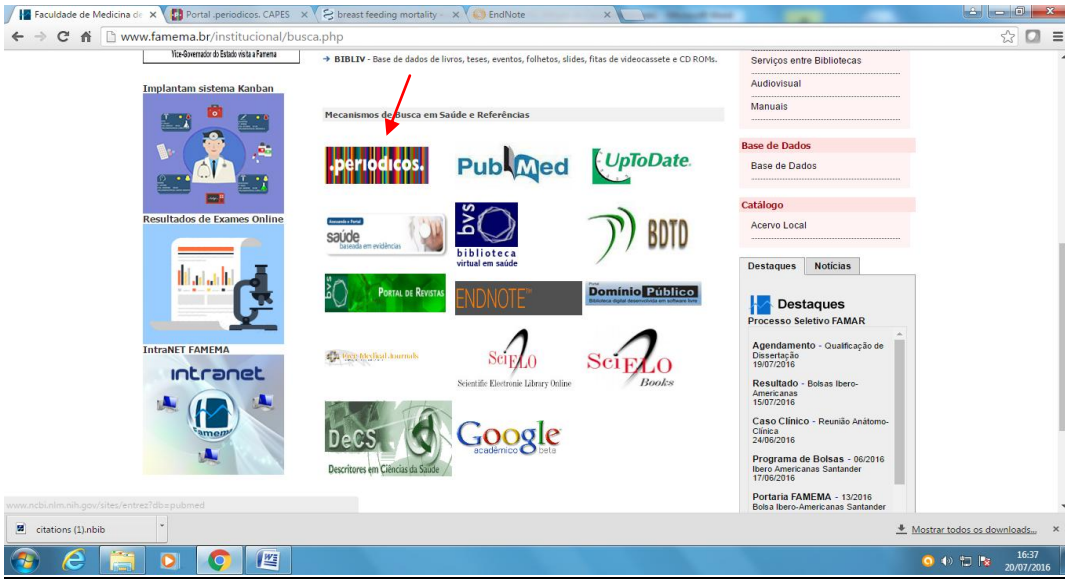 Faculdade de Medicina de
Portal .periodicos. CAPES
breast feeding mortality -
EndNote
www.famema.br/institucional/busca.php
Vice-Governador do Estado visita a Famema
Implantam sistema Kanban
Resultados de Exames Online
IntraNET FAMEMA
intranet
famema
BIBLIV - Base de dados de livros, teses, eventos, folhetos, slides, fitas de videocassete e CD ROMs.
Mecanismos de Busca em Saúde e Referências
.periodicos.
PubMed
UpToDate
saúde
baseada em evidências
bvs
biblioteca
virtual em saúde
BDTD
bvs
PORTAL DE REVISTAS
ENDNOTE
Domínio Público
Biblioteca digital desenvolvida em software livre
Free Medical Journals
SciELO
Scientific Electronic Library Online
SciELO
Books
DeCS
Descritores em Ciências da Saúde
Google
acadêmico beta
Serviços entre Bibliotecas
Audiovisual
Manuais
Base de Dados
Base de Dados
Catálogo
Acervo Local
Destaques
Notícias
Destaques
Processo Seletivo FAMAR
Agendamento - Qualificação de
Dissertação
19/07/2016
Resultado - Bolsas Ibero-
Americanas
15/07/2016
Caso Clínico - Reunião Anátomo-
Clínica
24/06/2016
Programa de Bolsas - 06/2016
Ibero Americanas Santander
17/06/2016
Portaria FAMEMA - 13/2016
Bolsa Ibero-Americanas Santander
www.ncbi.nlm.nih.gov/sites/entrez?db=pubmed
citations (1).nbib
Mostrar todos os downloads...
16:37
20/07/2016